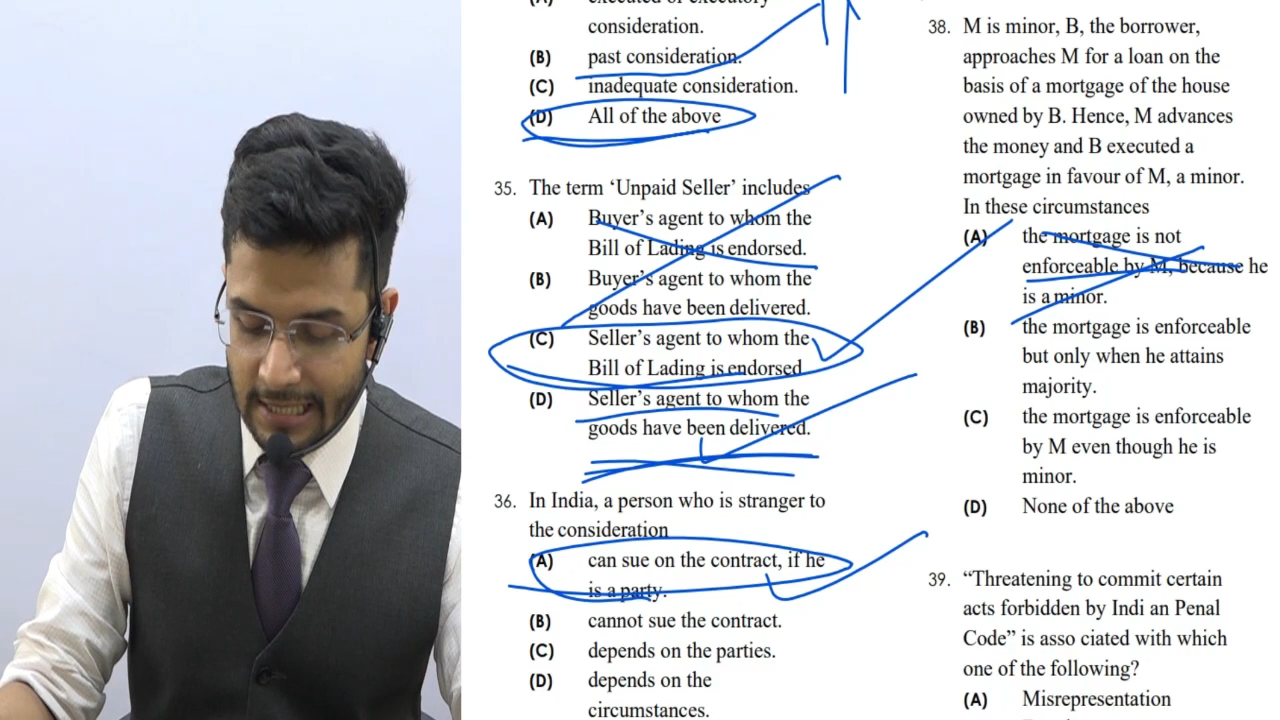 (A) executed or executory
consideration.
(B) past consideration.
(C) inadequate consideration.
(D) All of the above
35. The term ‘Unpaid Seller’ includes
(A) Buyer’s agent to whom the
Bill of Lading is endorsed.
(B) Buyer’s agent to whom the
goods have been delivered.
(C) Seller’s agent to whom the
Bill of Lading is endorsed.
(D) Seller’s agent to whom the
goods have been delivered.
36. In India, a person who is stranger to
the consideration
(A) can sue on the contract, if he
is a party.
(B) cannot sue the contract.
(C) depends on the parties.
(D) depends on the
circumstances.
38. M is minor, B, the borrower,
approaches M for a loan on the
basis of a mortgage of the house
owned by B. Hence, M advances
the money and B executed a
mortgage in favour of M, a minor.
In these circumstances
(A) the mortgage is not
enforceable by M, because he
is a minor.
(B) the mortgage is enforceable
but only when he attains
majority.
(C) the mortgage is enforceable
by M even though he is
minor.
(D) None of the above
39. “Threatening to commit certain
acts forbidden by Indi an Penal
Code” is asso ciated with which
one of the following?
(A) Misrepresentation